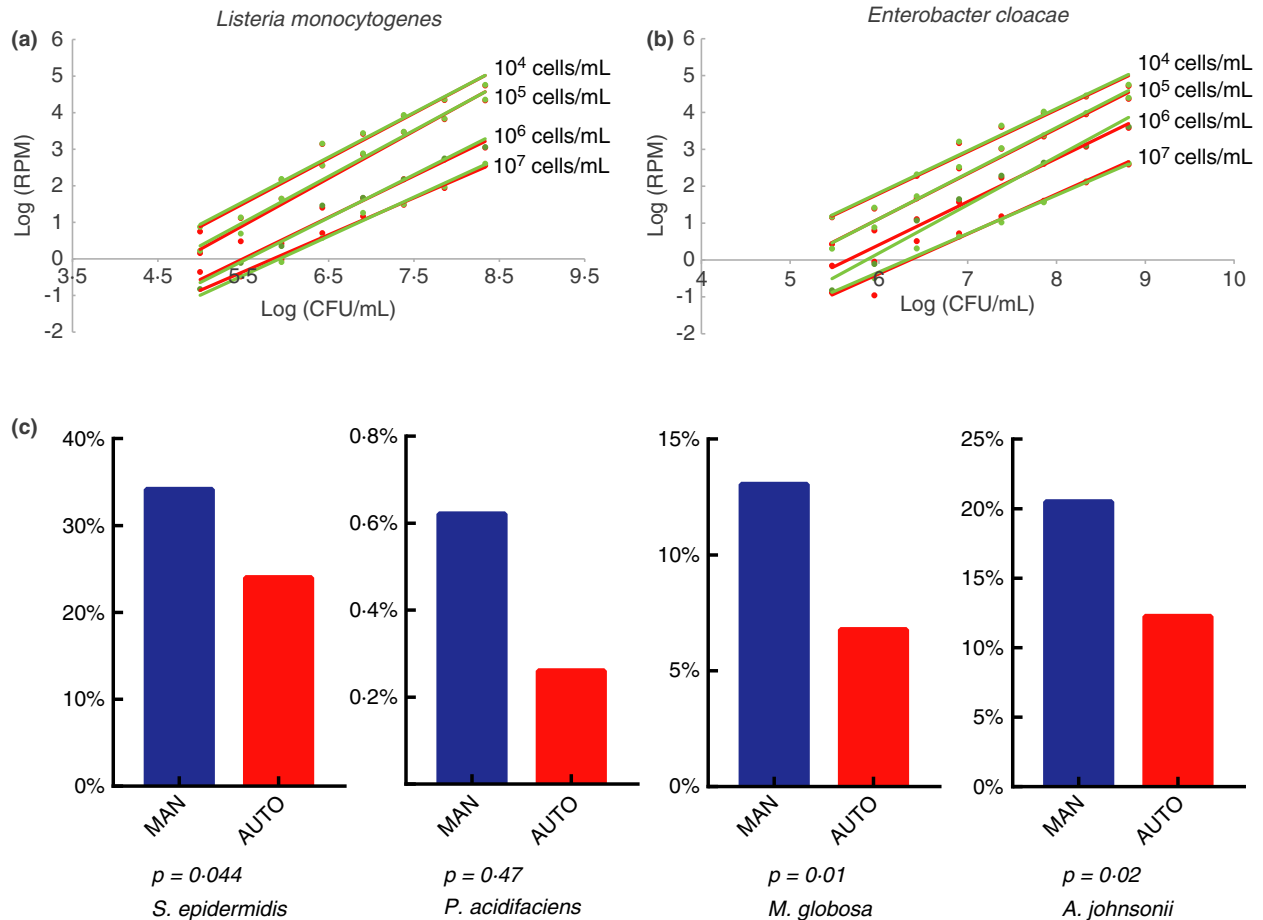 Listeria monocytogenes
(a)
6
5
4
3
2
1
0
-1
-2
Log (RPM)
3·5
4·5
5·5
6·5
7·5
8·5
9·5
Log (CFU/mL)
10⁴ cells/mL
10⁵ cells/mL
10⁶ cells/mL
10⁷ cells/mL
Enterobacter cloacae
(b)
6
5
4
3
2
1
0
-1
-2
Log (RPM)
4
5
6
7
8
9
10
Log (CFU/mL)
10⁴ cells/mL
10⁵ cells/mL
10⁶ cells/mL
10⁷ cells/mL
(c)
40%
30%
20%
10%
0%
MAN
AUTO
p = 0·044
S. epidermidis
0·8%
0·6%
0·4%
0·2%
MAN
AUTO
p = 0·47
P. acidifaciens
15%
10%
5%
0%
MAN
AUTO
p = 0·01
M. globosa
25%
20%
15%
10%
5%
0%
MAN
AUTO
p = 0·02
A. johnsonii